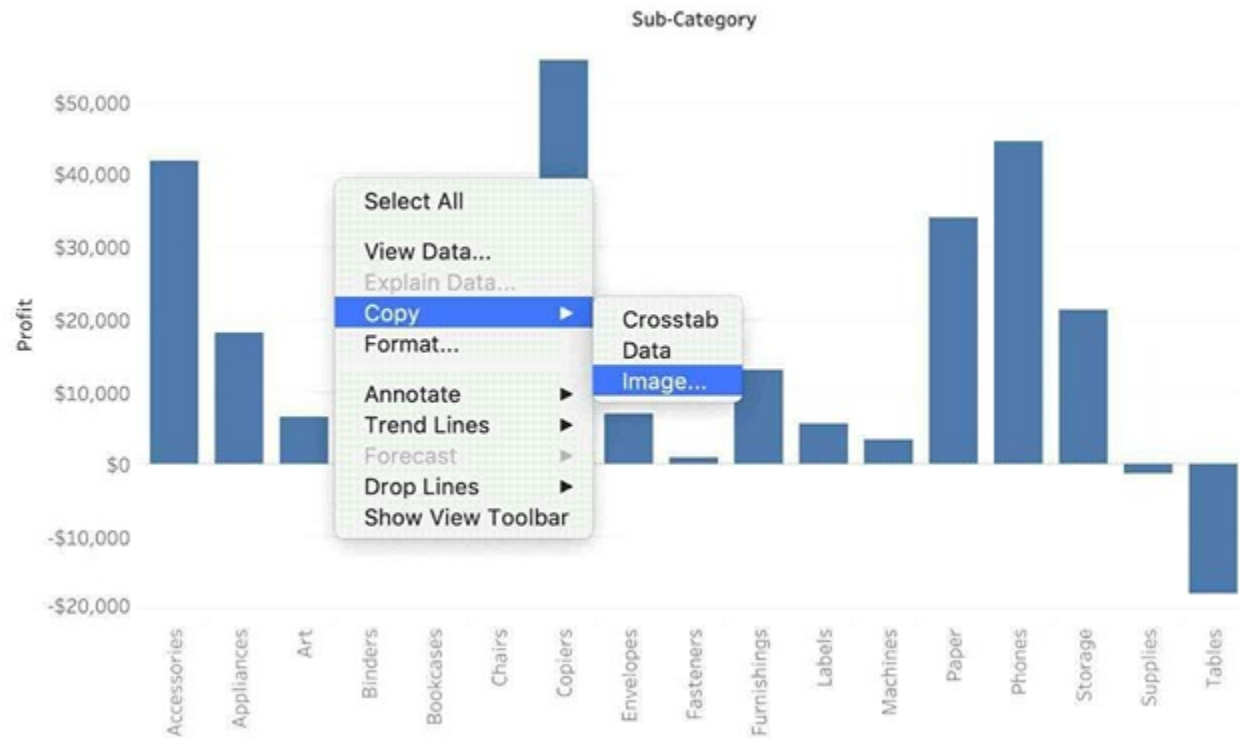 Sub-Category
$50,000
$40,000
$30,000
$20,000
$10,000
$0
-$10,000
-$20,000
Profit
Select All
View Data...
Explain Data...
Copy
Format...
Annotate
Trend Lines
Forecast
Drop Lines
Show View Toolbar
Crosstab
Data
Image...
Accessories
Appliances
Art
Binders
Bookcases
Chairs
Copiers
Envelopes
Fasteners
Furnishings
Labels
Machines
Paper
Phones
Storage
Supplies
Tables